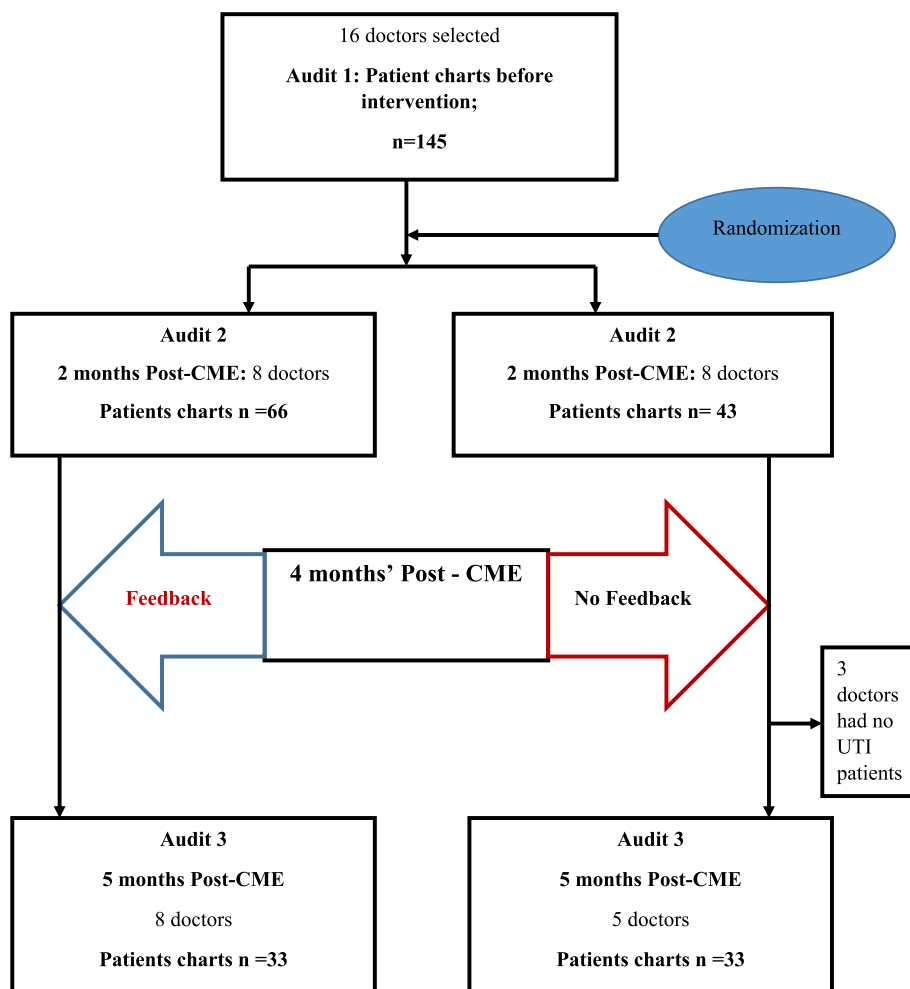 16 doctors selected
Audit 1: Patient charts before
intervention;
n=145
Randomization
Audit 2
2 months Post-CME: 8 doctors
Patients charts n =66
Audit 2
2 months Post-CME: 8 doctors
Patients charts n= 43
4 months’ Post - CME
Feedback
No Feedback
3
doctors
had no
UTI
patients
Audit 3
5 months Post-CME
8 doctors
Patients charts n =33
Audit 3
5 months Post-CME
5 doctors
Patients charts n =33